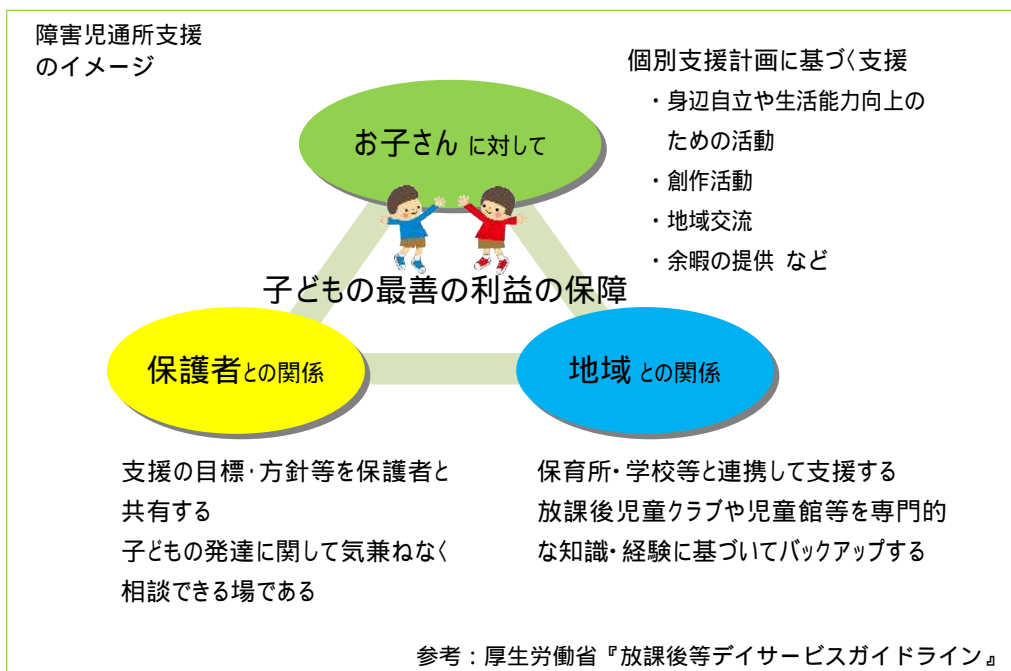 障害児通所支援
のイメージ
個別支援計画に基づく支援
・身辺自立や生活能力向上の
ための活動
・創作活動
・地域交流
・余暇の提供 など
お子さん に対して
子どもの最善の利益の保障
保護者との関係
地域 との関係
支援の目標・方針等を保護者と
共有する
子どもの発達に関して気兼ねなく
相談できる場である
保育所・学校等と連携して支援する
放課後児童クラブや児童館等を専門的
な知識・経験に基づいてバックアップする
参考：厚生労働省『放課後等デイサービスガイドライン』